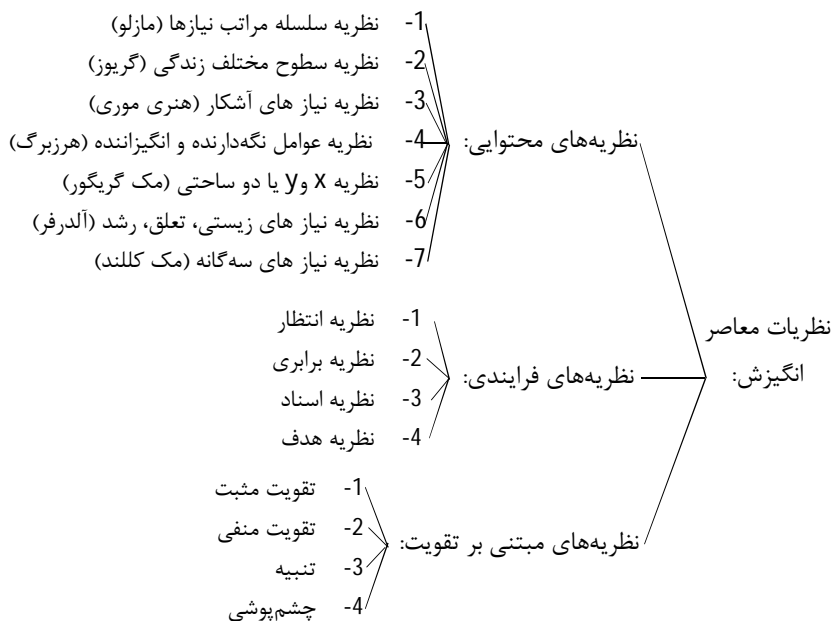 نظریات معاصر
انگیزش:
نظریه‌های محتوایی:
1- نظریه سلسله مراتب نیازها (مازلو)
2- نظریه سطوح مختلف زندگی (گریوز)
3- نظریه نیاز های آشکار (هنری موری)
4- نظریه عوامل نگه‌دارنده و انگیزاننده (هرزبرگ)
5- نظریه x وy یا دو ساحتی (مک گریگور)
6- نظریه نیاز های زیستی، تعلق، رشد (آلدرفر)
7- نظریه نیاز های سه‌گانه (مک کللند)
نظریه‌های فرایندی:
1- نظریه انتظار
2- نظریه برابری
3- نظریه اسناد
4- نظریه هدف
نظریه‌های مبتنی بر تقویت:
1- تقویت مثبت
2- تقویت منفی
3- تنبیه
4- چشم‌پوشی